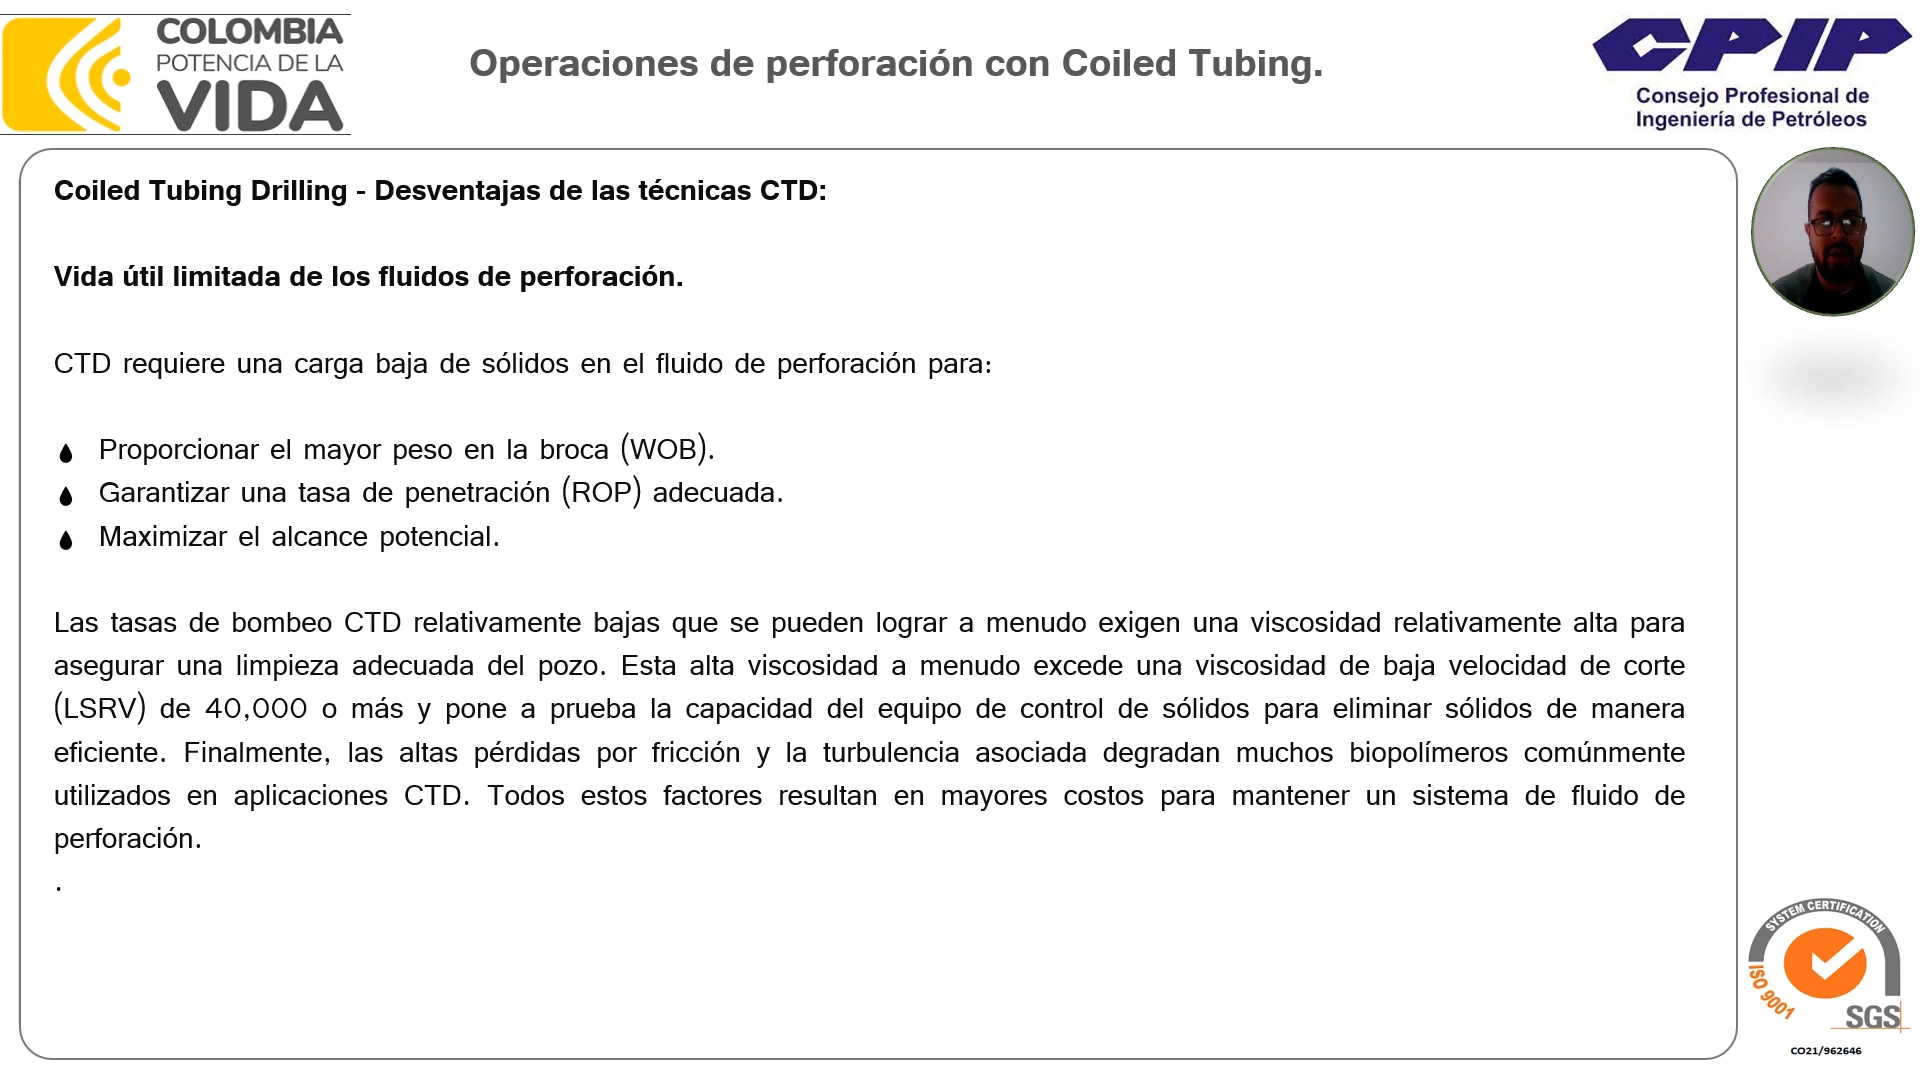 COLOMBIA
POTENCIA DE LA
VIDA
Operaciones de perforación con Coiled Tubing.
CPIP
Consejo Profesional de
Ingeniería de Petróleos
Coiled Tubing Drilling - Desventajas de las técnicas CTD:
Vida útil limitada de los fluidos de perforación.
CTD requiere una carga baja de sólidos en el fluido de perforación para:
Proporcionar el mayor peso en la broca (WOB).
Garantizar una tasa de penetración (ROP) adecuada.
Maximizar el alcance potencial.
Las tasas de bombeo CTD relativamente bajas que se pueden lograr a menudo exigen una viscosidad relativamente alta para
asegurar una limpieza adecuada del pozo. Esta alta viscosidad a menudo excede una viscosidad de baja velocidad de corte
(LSRV) de 40,000 o más y pone a prueba la capacidad del equipo de control de sólidos para eliminar sólidos de manera
eficiente. Finalmente, las altas pérdidas por fricción y la turbulencia asociada degradan muchos biopolímeros comúnmente
utilizados en aplicaciones CTD. Todos estos factores resultan en mayores costos para mantener un sistema de fluido de
perforación.
.
SYSTEM CERTIFICATION
ISO 9001
SGS
CO21/962646